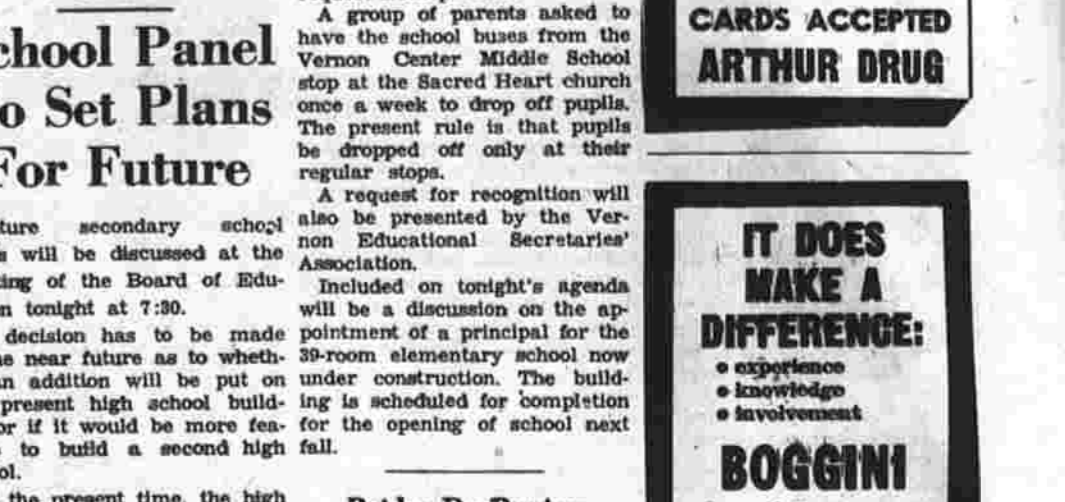 chool Panel
o Set Plans
For Future
ture secondary school
s will be discussed at the
ing of the Board of Edu-
n tonight at 7:30.
decision has to be made
ne near future as to wheth-
n addition will be put on
present high school build-
or if it would be more fea-
to build a second high
ol.
the present time, the high
A group of parents asked to
have the school buses from the
Vernon Center Middle School
stop at the Sacred Heart church
once a week to drop off pupils.
The present rule is that pupils
be dropped off only at their
regular stops.
A request for recognition will
also be presented by the Ver-
non Educational Secretaries'
Association.
Included on tonight's agenda
will be a discussion on the ap-
pointment of a principal for the
39-room elementary school now
under construction. The build-
ing is scheduled for completion
for the opening of school next
fall.
CARDS ACCEPTED
ARTHUR DRUG
IT DOES
MAKE A
DIFFERENCE:
• experience
• knowledge
• involvement
BOGGINI